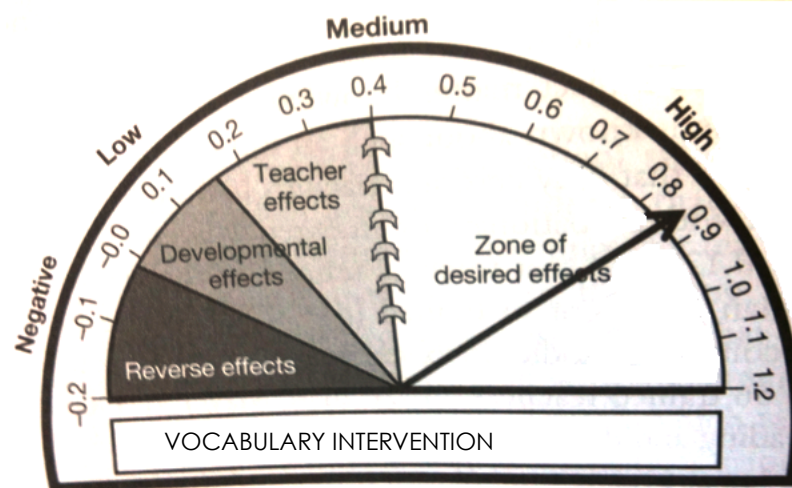 Medium
Low
High
Negative
-0.2
-0.1
-0.0
0.1
0.2
0.3
0.4
0.5
0.6
0.7
0.8
0.9
1.0
1.1
1.2
Teacher
effects
Developmental
effects
Reverse effects
Zone of
desired effects
VOCABULARY INTERVENTION